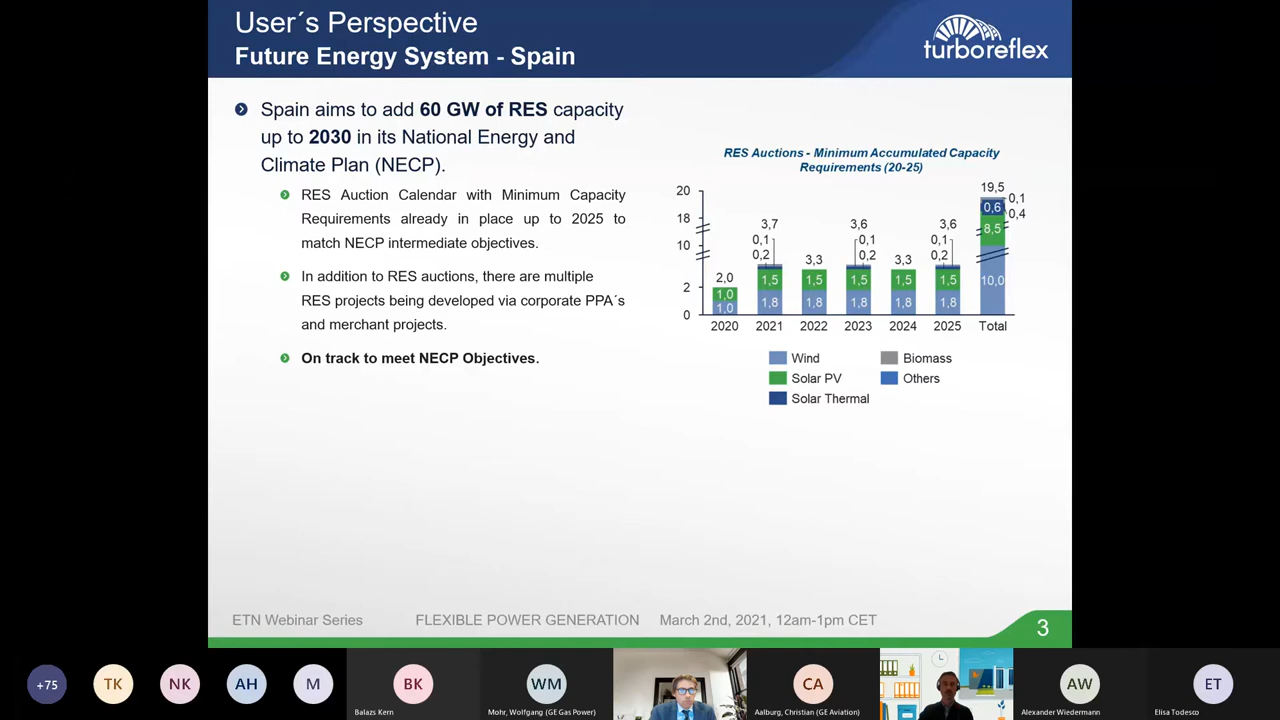 User´s Perspective
Future Energy System - Spain
turboreflex
Spain aims to add 60 GW of RES capacity
up to 2030 in its National Energy and
Climate Plan (NECP).
RES Auction Calendar with Minimum Capacity
Requirements already in place up to 2025 to
match NECP intermediate objectives.
In addition to RES auctions, there are multiple
RES projects being developed via corporate PPA´s
and merchant projects.
On track to meet NECP Objectives.
RES Auctions - Minimum Accumulated Capacity
Requirements (20-25)
20
18
10
2
0
2,0
1,0
1,0
3,7
0,1
0,2
1,5
1,8
3,3
1,5
1,8
3,6
0,1
0,2
1,5
1,8
3,3
1,5
1,8
3,6
0,1
0,2
1,5
1,8
19,5
0,1
0,6
0,4
8,5
10,0
2020 2021 2022 2023 2024 2025 Total
Wind
Solar PV
Solar Thermal
Biomass
Others
ETN Webinar Series FLEXIBLE POWER GENERATION March 2nd, 2021, 12am-1pm CET
3
+75
TK
NK
AH
M
BK
Balazs Kern
WM
Mohr, Wolfgang (GE Gas Power)
CA
Aalburg, Christian (GE Aviation)
AW
Alexander Wiedermann
ET
Elisa Todesco